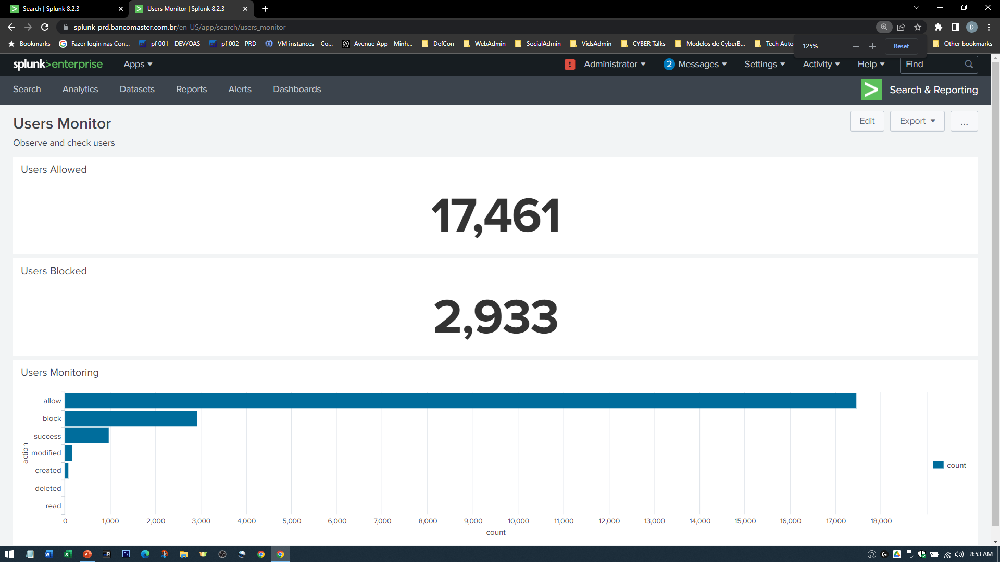 Search | Splunk 8.2.3
Users Monitor | Splunk 8.2.3
splunk-prd.bancomaster.com.br/en-US/app/search/users_monitor
D
Bookmarks Fazer login nas Con... pf 001 - DEV/QAS pf 002 - PRD VM instances – Co... Avenue App - Minh... DefCon WebAdmin SocialAdmin VidsAdmin CYBER Talks Modelos de CyberB... Tech Auto Other bookmarks
125% Reset
splunk>enterprise Apps ! Administrator 2 Messages Settings Activity Help Find
Search Analytics Datasets Reports Alerts Dashboards Search & Reporting
Users Monitor
Edit Export ...
Observe and check users
Users Allowed
17,461
Users Blocked
2,933
Users Monitoring
allow
block
success
modified
created
deleted
read
action
0 1,000 2,000 3,000 4,000 5,000 6,000 7,000 8,000 9,000 10,000 11,000 12,000 13,000 14,000 15,000 16,000 17,000 18,000
count
count
8:53 AM